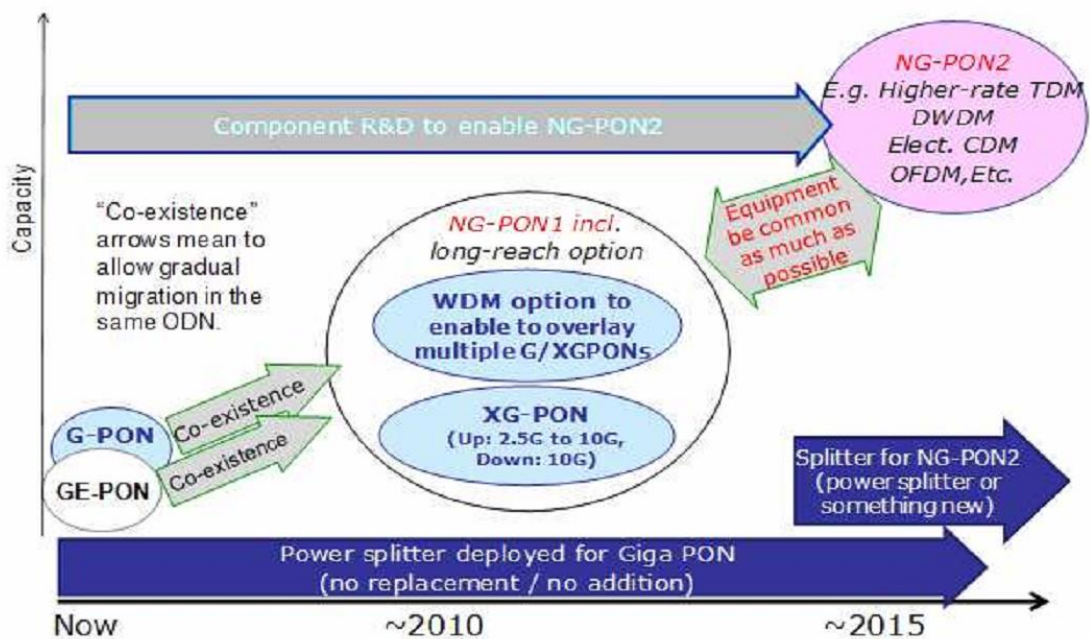 Capacity
NG-PON2
E.g. Higher-rate TDM
DWDM
Elect. CDM
OFDM,Etc.
Component R&D to enable NG-PON2
"Co-existence"
arrows mean to
allow gradual
migration in the
same ODN.
NG-PON1 incl.
long-reach option
Equipment
be common
as much as
possible
WDM option to
enable to overlay
multiple G/XGPONs
XG-PON
(Up: 2.5G to 10G,
Down: 10G)
Co-existence
Co-existence
G-PON
GE-PON
Splitter for NG-PON2
(power splitter or
something new)
Power splitter deployed for Giga PON
(no replacement / no addition)
Now
~2010
~2015